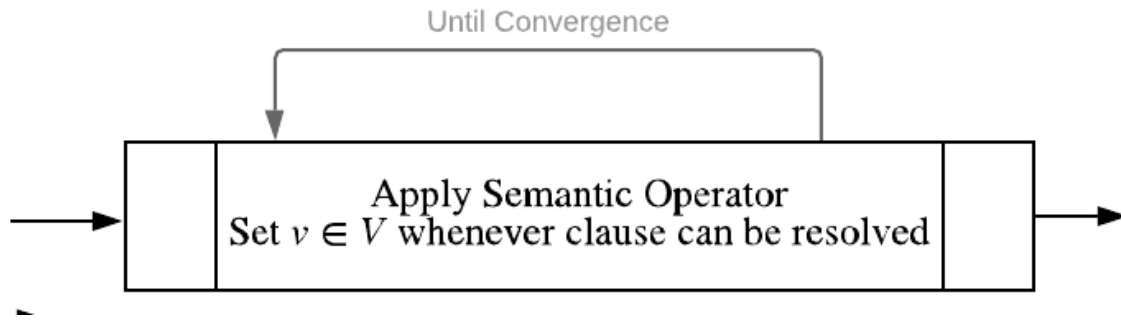 Until Convergence
Apply Semantic Operator
Set v ∈ V whenever clause can be resolved